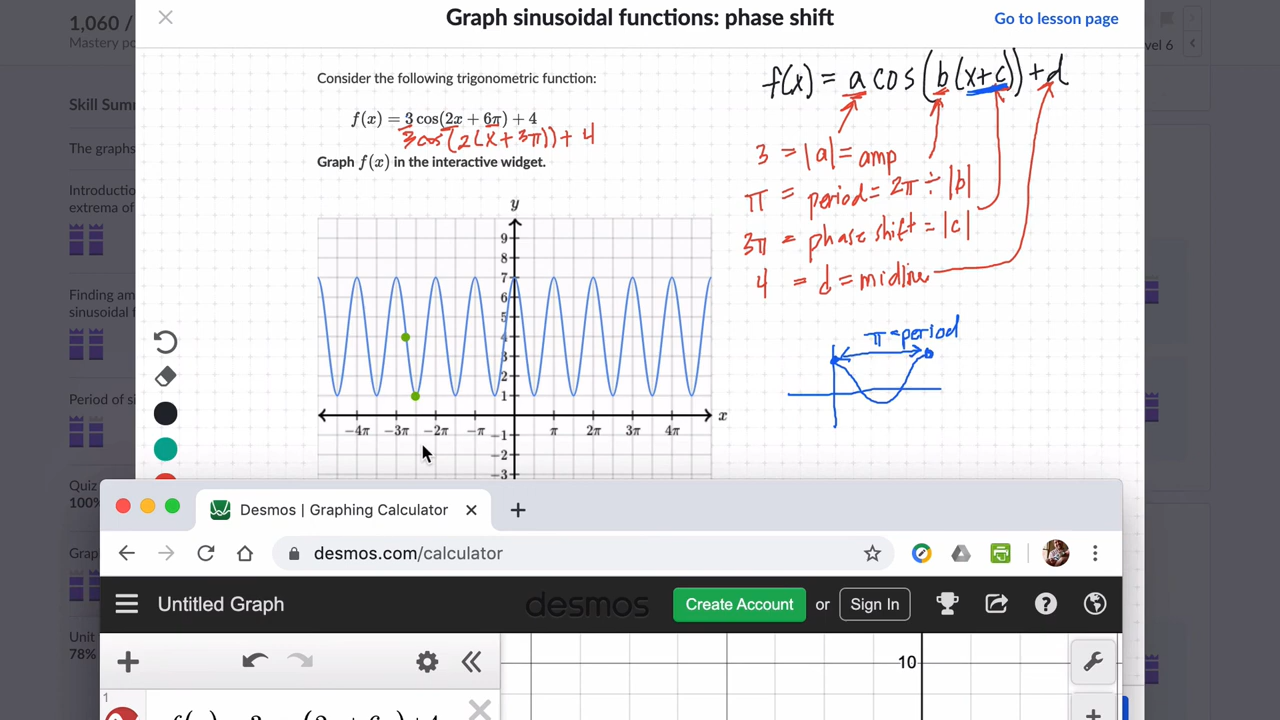 1,060 /
Mastery po
Graph sinusoidal functions: phase shift
Go to lesson page
vel 6
Skill Summ
The graphs
Introduction
extrema of
Finding am
sinusoidal f
Period of si
Quiz
100%
Grap
Unit
78%
Consider the following trigonometric function:
f(x) = 3 cos(2x + 6π) + 4
3cos(2(x+3π))+4
Graph f(x) in the interactive widget.
f(x) = a cos(b(x+c))+d
3 = |a| = amp
π = period = 2π ÷ |b|
3π = phase shift = |c|
4 = d = midline
π = period
y
9
8
7
6
5
4
3
2
1
−4π −3π −2π −π π 2π 3π 4π x
−1
−2
−3
Desmos | Graphing Calculator
desmos.com/calculator
Untitled Graph desmos Create Account or Sign In
10
1